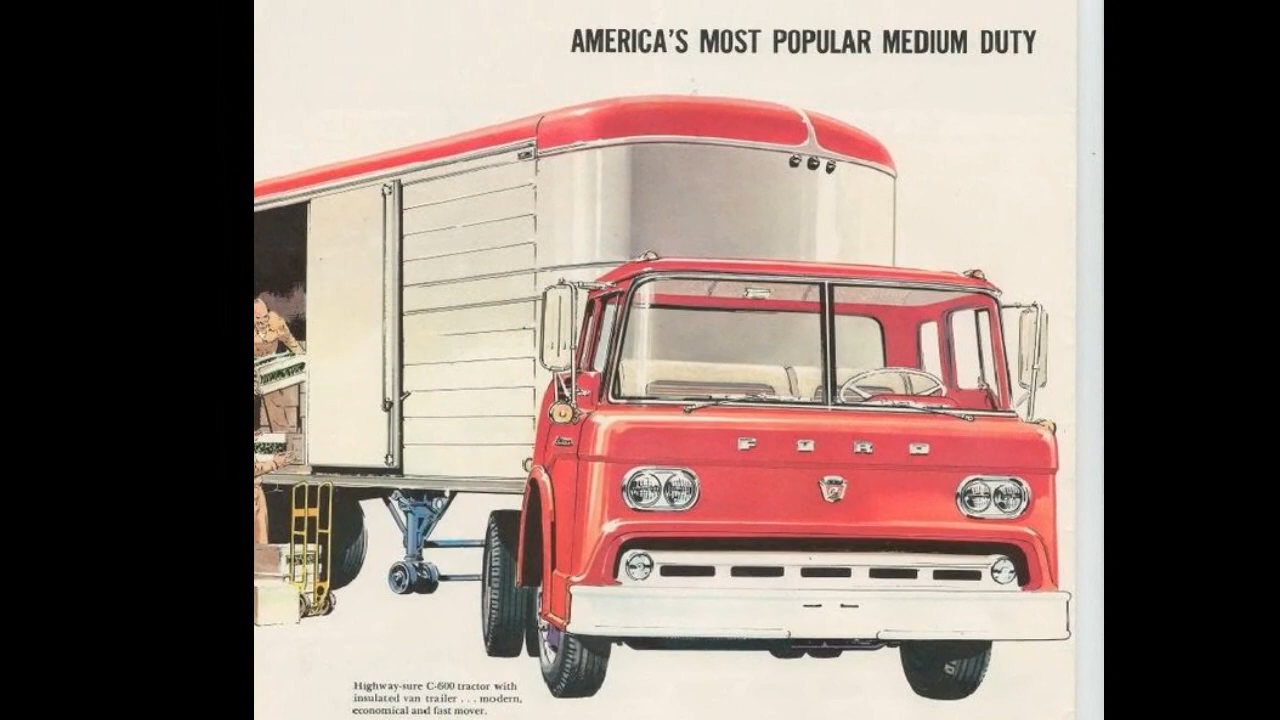 AMERICA'S MOST POPULAR MEDIUM DUTY
FORD
Highway-sure C-600 tractor with
insulated van trailer . . . modern,
economical and fast mover.